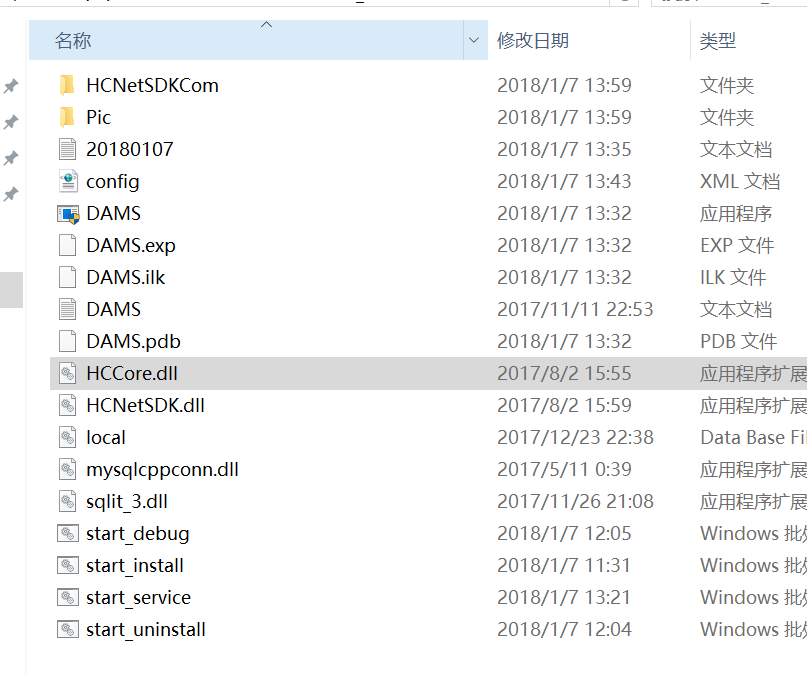 名称 修改日期 类型
HCNetSDKCom 2018/1/7 13:59 文件夹
Pic 2018/1/7 13:59 文件夹
20180107 2018/1/7 13:35 文本文档
config 2018/1/7 13:43 XML 文档
DAMS 2018/1/7 13:32 应用程序
DAMS.exp 2018/1/7 13:32 EXP 文件
DAMS.ilk 2018/1/7 13:32 ILK 文件
DAMS 2017/11/11 22:53 文本文档
DAMS.pdb 2018/1/7 13:32 PDB 文件
HCCore.dll 2017/8/2 15:55 应用程序扩展
HCNetSDK.dll 2017/8/2 15:59 应用程序扩展
local 2017/12/23 22:38 Data Base Fi
mysqlcppconn.dll 2017/5/11 0:39 应用程序扩展
sqlit_3.dll 2017/11/26 21:08 应用程序扩展
start_debug 2018/1/7 12:05 Windows 批
start_install 2018/1/7 11:31 Windows 批
start_service 2018/1/7 13:21 Windows 批
start_uninstall 2018/1/7 12:04 Windows 批